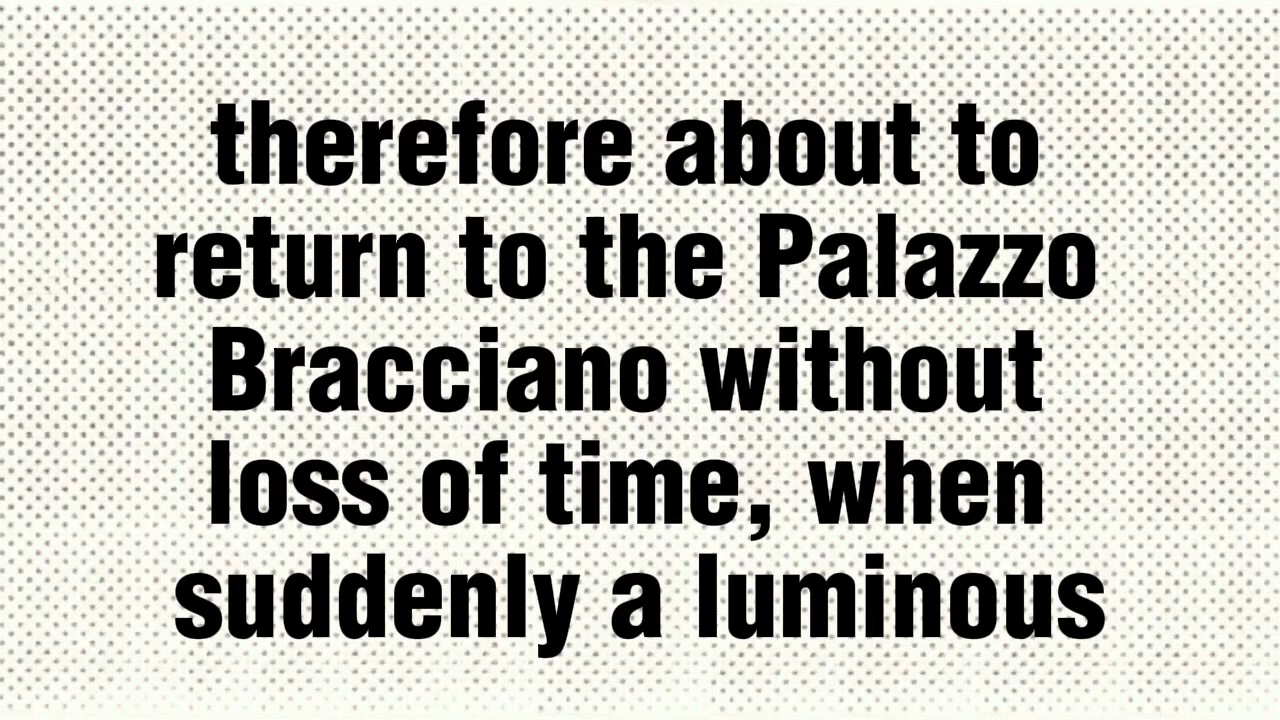 therefore about to
return to the Palazzo
Bracciano without
loss of time, when
suddenly a luminous